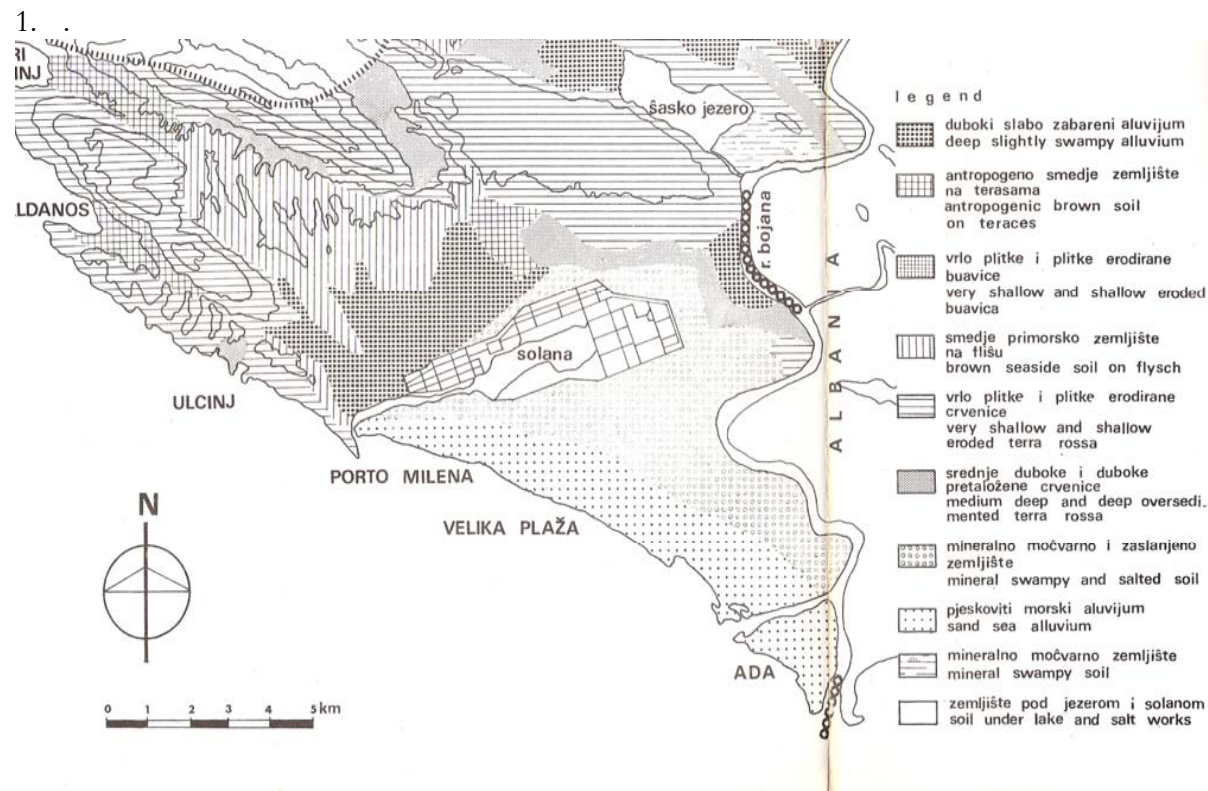 1. .
RI
INJ
šasko jezero
LDANOS
r. bojana
ALBANIA
solana
ULCINJ
PORTO MILENA
VELIKA PLAŽA
ADA
N
0 1 2 3 4 5 km
legend
duboki slabo zabareni aluvijum
deep slightly swampy alluvium
antropogeno smedje zemljište
na terasama
antropogenic brown soil
on teraces
vrlo plitke i plitke erodirane
buavice
very shallow and shallow eroded
buavica
smedje primorsko zemljište
na flišu
brown seaside soil on flysch
vrlo plitke i plitke erodirane
crvenice
very shallow and shallow
eroded terra rossa
srednje duboke i duboke
pretaložene crvenice
medium deep and deep oversedi.
mented terra rossa
mineralno močvarno i zaslanjeno
zemljište
mineral swampy and salted soil
pjeskoviti morski aluvijum
sand sea alluvium
mineralno močvarno zemljište
mineral swampy soil
zemljište pod jezerom i solanom
soil under lake and salt works